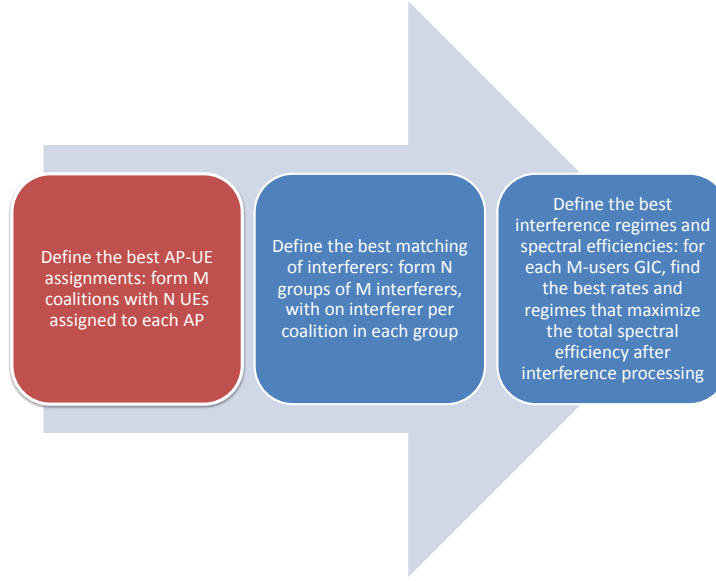 Define the best AP-UE
assignments: form M
coalitions with N UEs
assigned to each AP
Define the best matching
of interferers: form N
groups of M interferers,
with on interferer per
coalition in each group
Define the best
interference regimes and
spectral efficiencies: for
each M-users GIC, find
the best rates and
regimes that maximize
the total spectral
efficiency after
interference processing